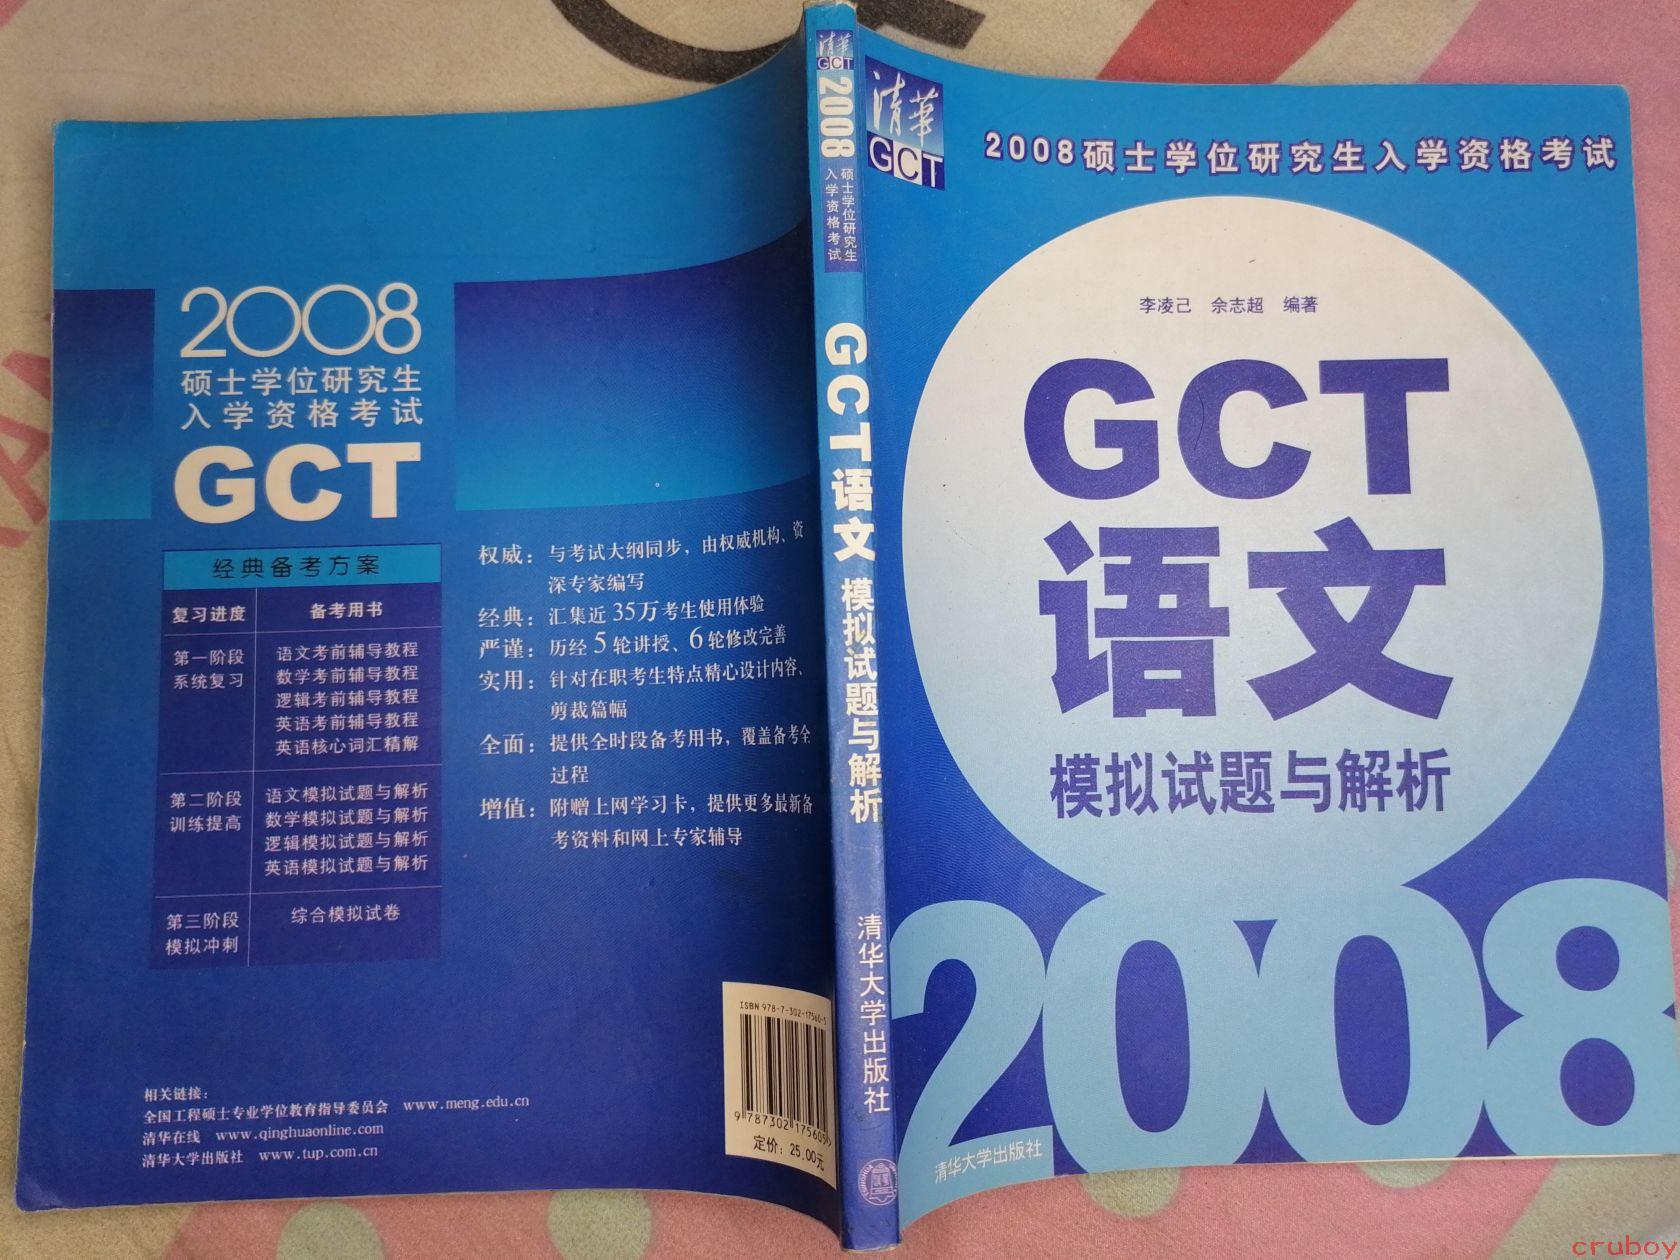 2008
硕士学位研究生
入学资格考试
GCT
经典备考方案
复习进度 备考用书
第一阶段
系统复习
语文考前辅导教程
数学考前辅导教程
逻辑考前辅导教程
英语考前辅导教程
英语核心词汇精解
第二阶段
训练提高
语文模拟试题与解析
数学模拟试题与解析
逻辑模拟试题与解析
英语模拟试题与解析
第三阶段
模拟冲刺
综合模拟试卷
权威：与考试大纲同步，由权威机构、资
深专家编写
经典：汇集近35万考生使用体验
严谨：历经5轮讲授、6轮修改完善
实用：针对在职考生特点精心设计内容、
剪裁篇幅
全面：提供全时段备考用书，覆盖备考全
过程
增值：附赠上网学习卡，提供更多最新备
考资料和网上专家辅导
相关链接：
全国工程硕士专业学位教育指导委员会 www.meng.edu.cn
清华在线 www.qinghuaonline.com
清华大学出版社 www.tup.com.cn
ISBN 978-7-302-17560-5
9 787302 175605
定价：25.00元
清華
GCT
2008
硕士学位研究生
入学资格考试
GCT语文 模拟试题与解析
清华大学出版社
清華
GCT
2008硕士学位研究生入学资格考试
李凌己 佘志超 编著
GCT
语文
模拟试题与解析
2008
清华大学出版社
cruboy